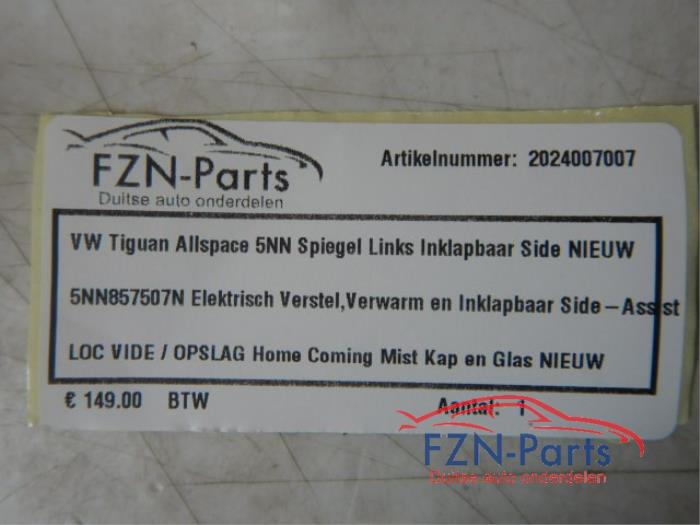 FZN-Parts
Duitse auto onderdelen
Artikelnummer: 2024007007
VW Tiguan Allspace 5NN Spiegel Links Inklapbaar Side NIEUW
5NN857507N Elektrisch Verstel,Verwarm en Inklapbaar Side-Assist
LOC VIDE / OPSLAG Home Coming Mist Kap en Glas NIEUW
€ 149.00 BTW
Aantal: 1
FZN-Parts
Duitse auto onderdelen